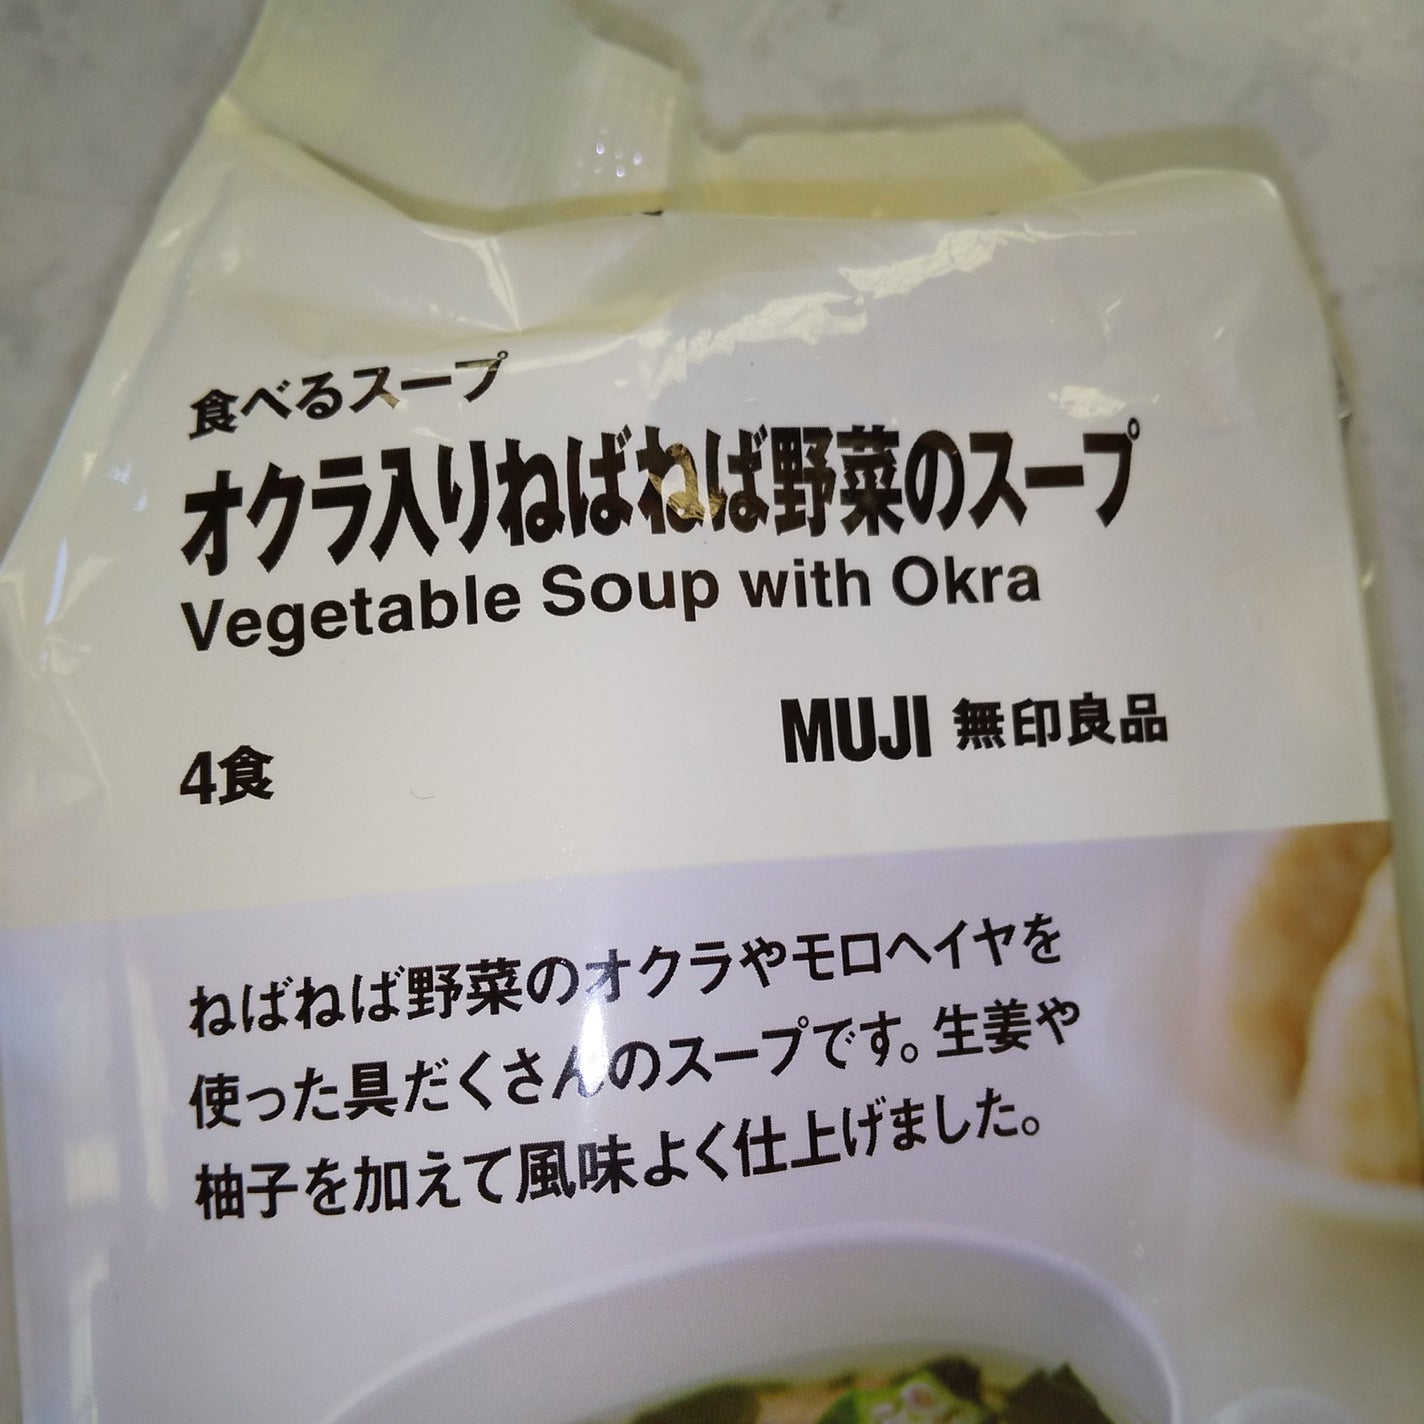 食べるスープ
オクラ入りねばねば野菜のスープ
Vegetable Soup with Okra
4食
MUJI 無印良品
ねばねば野菜のオクラやモロヘイヤを
使った具だくさんのスープです。生姜や
柚子を加えて風味よく仕上げました。